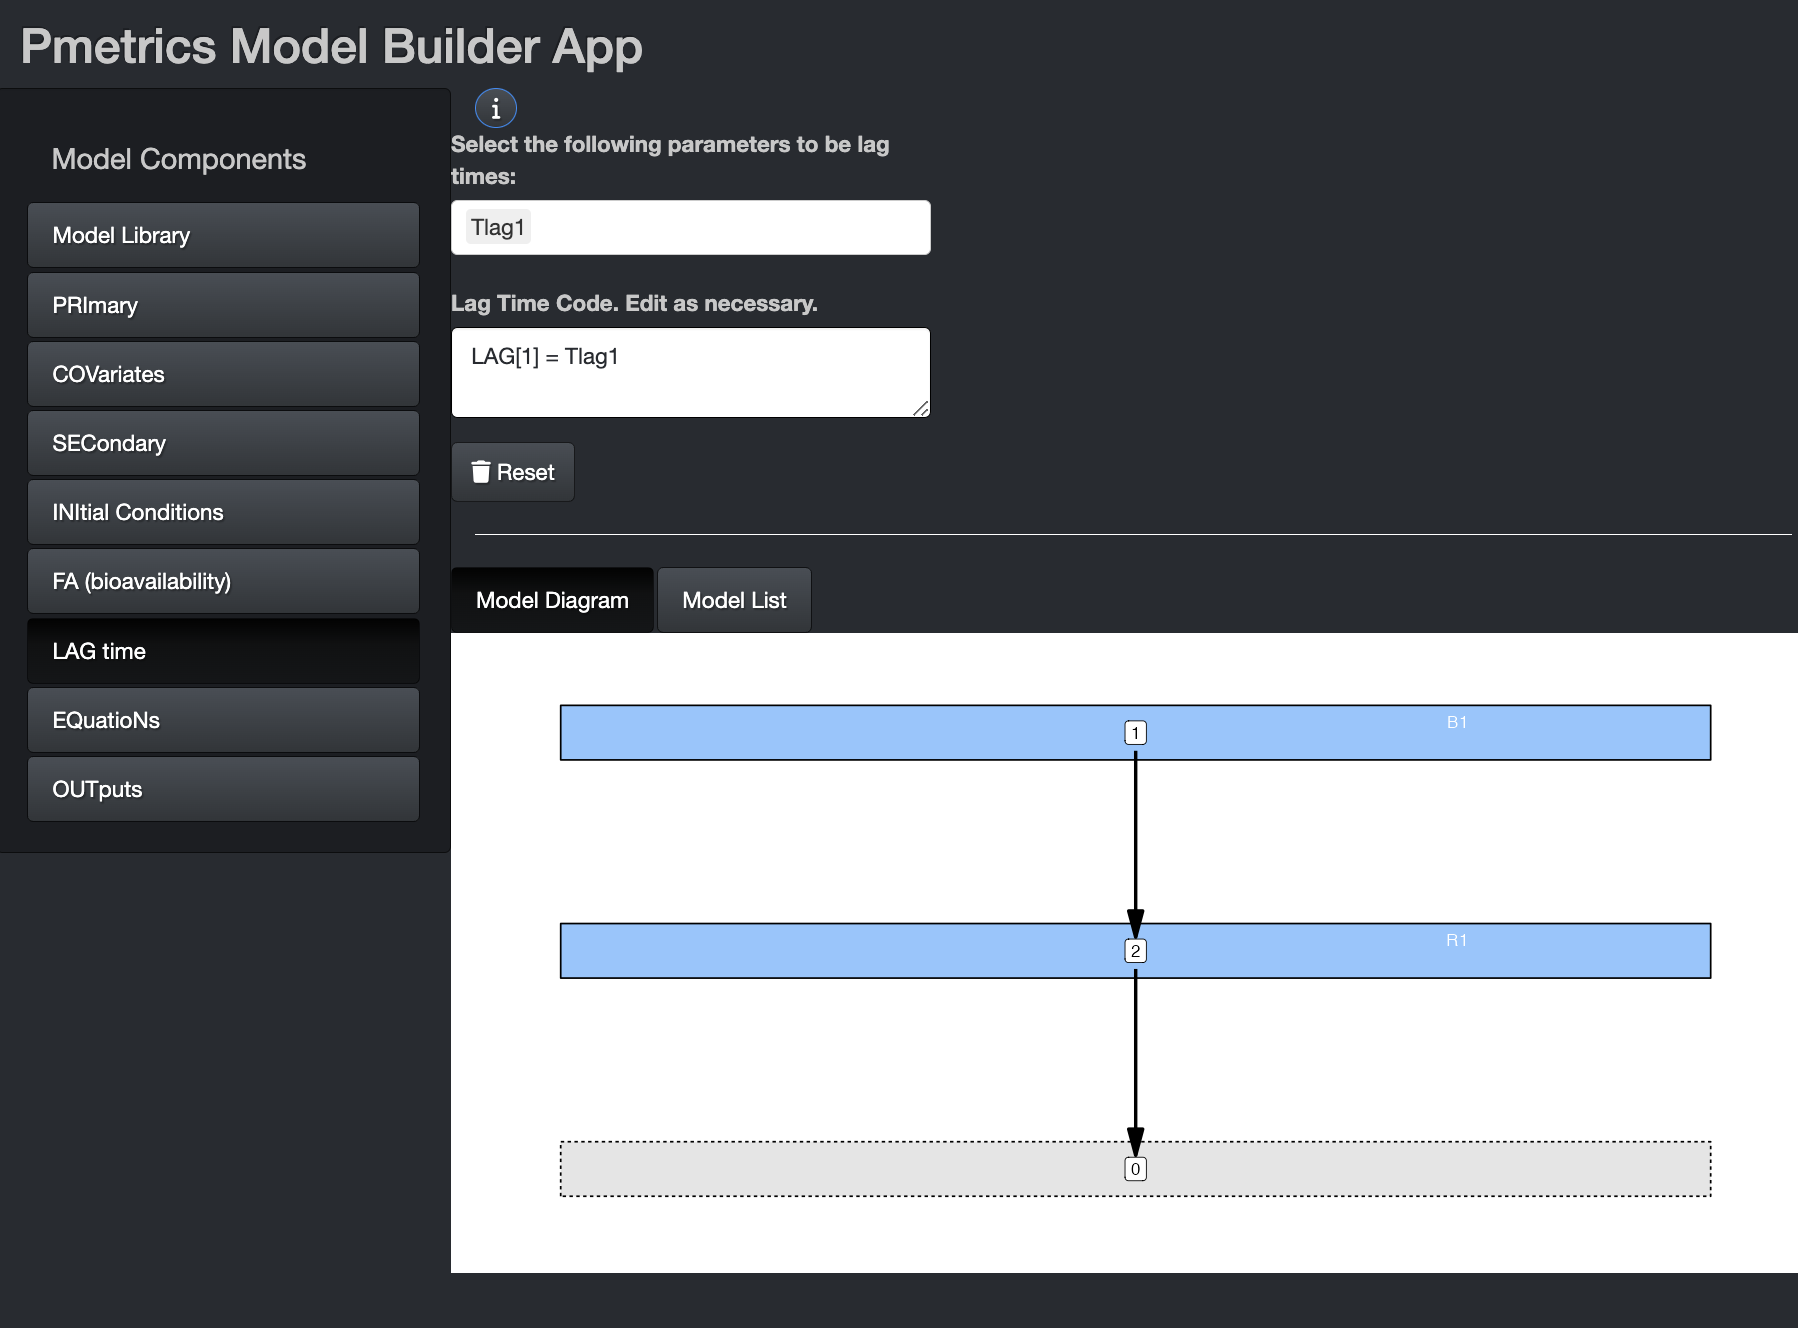 Pmetrics Model Builder App
Model Components
Model Library
PRImary
COVariates
SECondary
INItial Conditions
FA (bioavailability)
LAG time
EQuatioNs
OUTputs
i
Select the following parameters to be lag
times:
Tlag1
Lag Time Code. Edit as necessary.
LAG[1] = Tlag1
Reset
Model Diagram
Model List
1
B1
2
R1
0